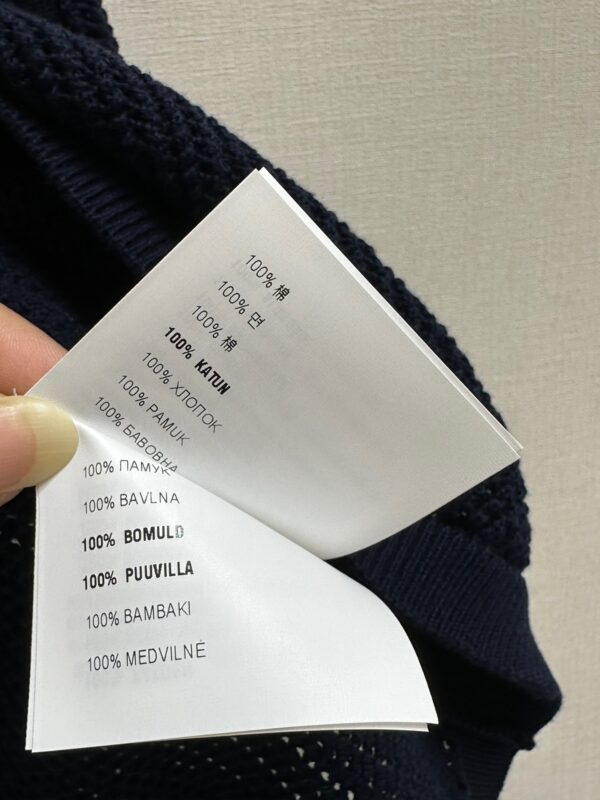 100% 棉
100% 면
100% 棉
100% KATUN
100% ХЛОПОК
100% PAMUK
100% БАВОВНА
100% ПАМУК
100% BAVLNA
100% BOMULD
100% PUUVILLA
100% BAMBAKI
100% MEDVILNĖ